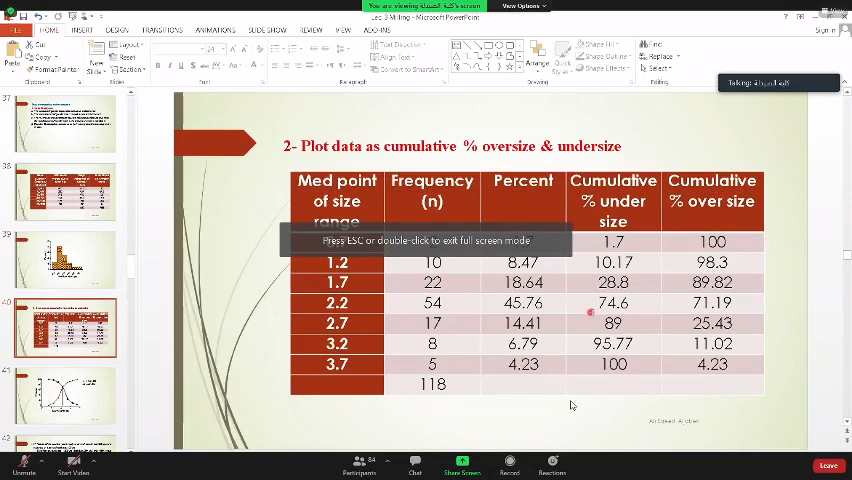 You are viewing كلية الصيدلة's screen
View Options
View
Lec. 3 Milling - Microsoft PowerPoint
FILE HOME INSERT DESIGN TRANSITIONS ANIMATIONS SLIDE SHOW REVIEW VIEW ADD-INS
Sign in
Cut
Copy
Format Painter
Paste
Clipboard
New
Slide
Layout
Reset
Section
Slides
Font
Text Direction
Align Text
Convert to SmartArt
Paragraph
Arrange
Quick
Styles
Shape Fill
Shape Outline
Shape Effects
Drawing
Find
Replace
Select
Editing
Talking: كلية الصيدلة
37
38
39
40
41
42
2- Plot data as cumulative % oversize & undersize
Med point Frequency Percent Cumulative Cumulative
of size (n) % under % over size
range size
Press ESC or double-click to exit full screen mode
1.7 100
1.2 10 8.47 10.17 98.3
1.7 22 18.64 28.8 89.82
2.2 54 45.76 74.6 71.19
2.7 17 14.41 89 25.43
3.2 8 6.79 95.77 11.02
3.7 5 4.23 100 4.23
118
Unmute
Start Video
84
Participants
Chat
Share Screen
Record
Reactions
Leave